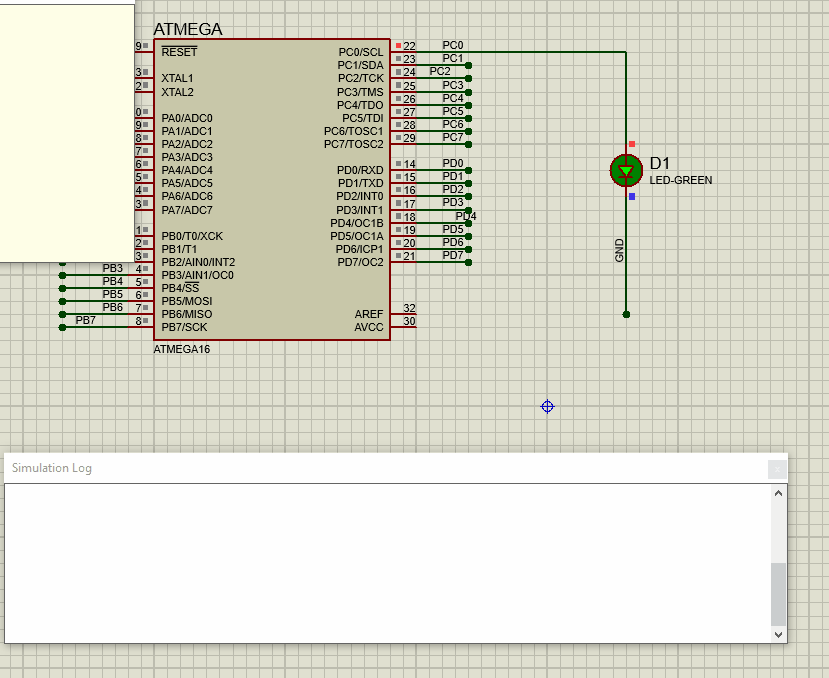 ATMEGA
9 RESET
3 XTAL1
2 XTAL2
0 PA0/ADC0
9 PA1/ADC1
8 PA2/ADC2
7 PA3/ADC3
6 PA4/ADC4
5 PA5/ADC5
4 PA6/ADC6
3 PA7/ADC7
1 PB0/T0/XCK
2 PB1/T1
3 PB2/AIN0/INT2
PB3 4 PB3/AIN1/OC0
PB4 5 PB4/SS
PB5 6 PB5/MOSI
PB6 7 PB6/MISO
PB7 8 PB7/SCK
PC0/SCL 22 PC0
PC1/SDA 23 PC1
PC2/TCK 24 PC2
PC3/TMS 25 PC3
PC4/TDO 26 PC4
PC5/TDI 27 PC5
PC6/TOSC1 28 PC6
PC7/TOSC2 29 PC7
PD0/RXD 14 PD0
PD1/TXD 15 PD1
PD2/INT0 16 PD2
PD3/INT1 17 PD3
PD4/OC1B 18 PD4
PD5/OC1A 19 PD5
PD6/ICP1 20 PD6
PD7/OC2 21 PD7
AREF 32
AVCC 30
ATMEGA16
D1
LED-GREEN
GND
Simulation Log